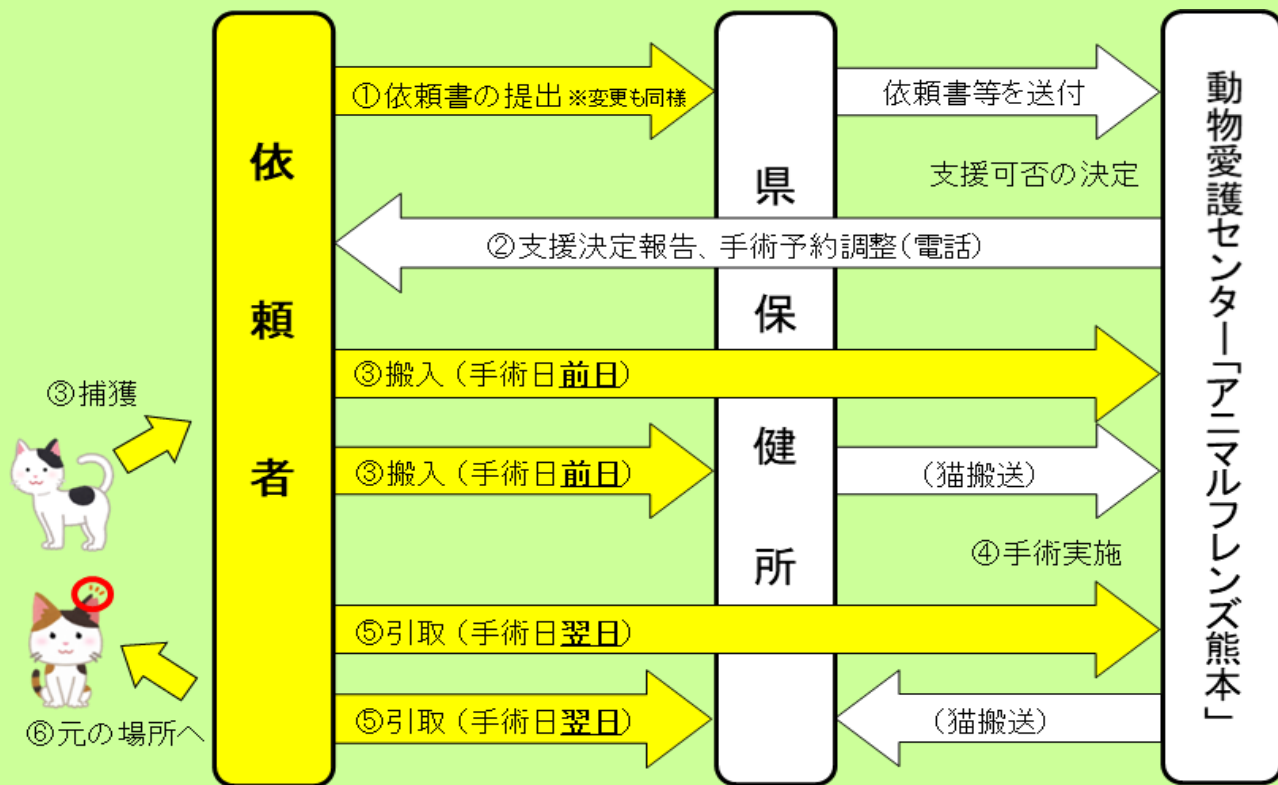 依頼者
県保健所
動物愛護センター「アニマルフレンズ熊本」
①依頼書の提出 ※変更も同様
依頼書等を送付
支援可否の決定
②支援決定報告、手術予約調整(電話)
③捕獲
③搬入(手術日前日)
③搬入(手術日前日)
(猫搬送)
④手術実施
⑤引取(手術日翌日)
⑤引取(手術日翌日)
(猫搬送)
⑥元の場所へ